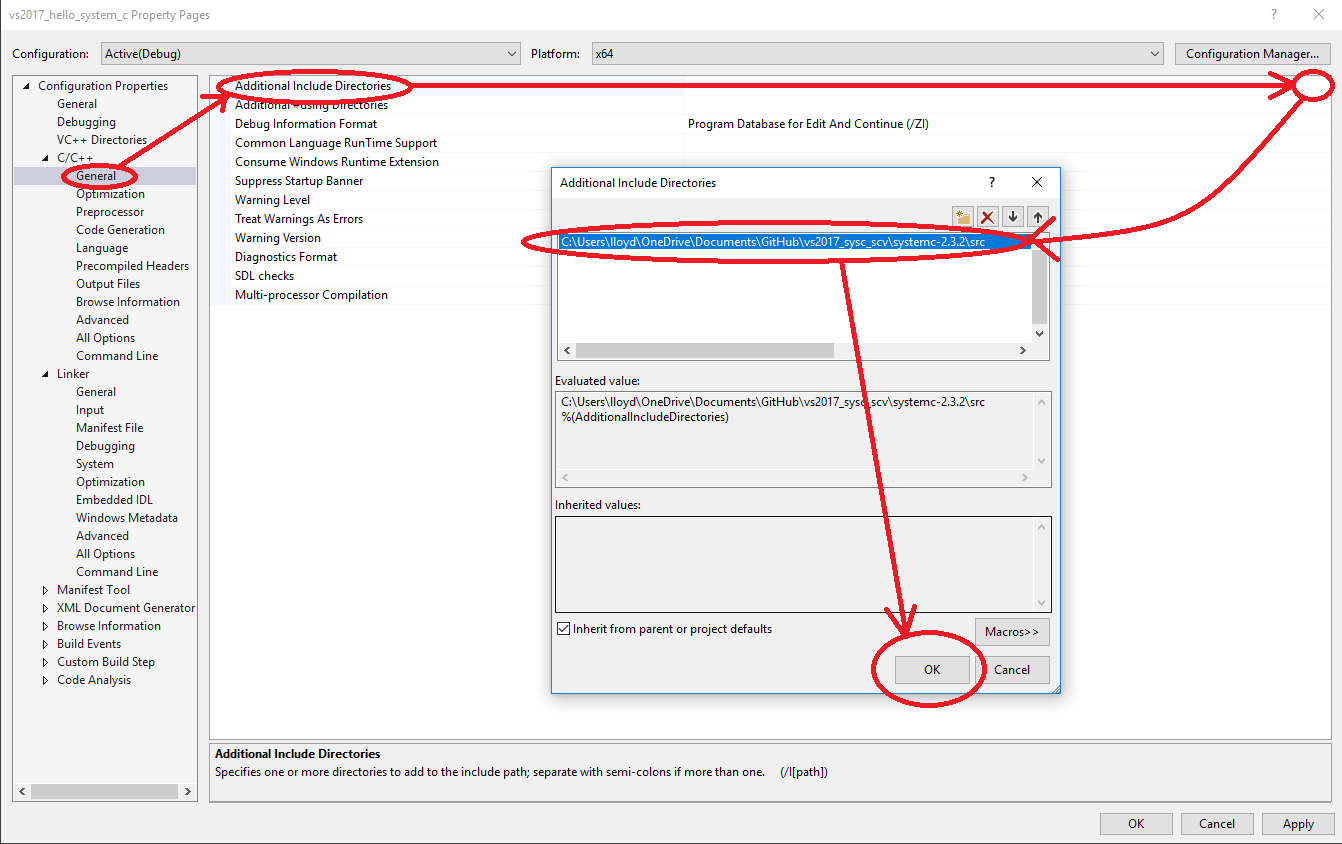 vs2017_hello_system_c Property Pages
Configuration: Active(Debug) Platform: x64 Configuration Manager...
Configuration Properties
General
Debugging
VC++ Directories
C/C++
General
Optimization
Preprocessor
Code Generation
Language
Precompiled Headers
Output Files
Browse Information
Advanced
All Options
Command Line
Linker
General
Input
Manifest File
Debugging
System
Optimization
Embedded IDL
Windows Metadata
Advanced
All Options
Command Line
Manifest Tool
XML Document Generator
Browse Information
Build Events
Custom Build Step
Code Analysis
Additional Include Directories
Additional #using Directories
Debug Information Format Program Database for Edit And Continue (/ZI)
Common Language RunTime Support
Consume Windows Runtime Extension
Suppress Startup Banner
Warning Level
Treat Warnings As Errors
Warning Version
Diagnostics Format
SDL checks
Multi-processor Compilation
Additional Include Directories
C:\Users\lloyd\OneDrive\Documents\GitHub\vs2017_sysc_scv\systemc-2.3.2\src
Evaluated value:
C:\Users\lloyd\OneDrive\Documents\GitHub\vs2017_sysc_scv\systemc-2.3.2\src
%(AdditionalIncludeDirectories)
Inherited values:
Inherit from parent or project defaults
Macros>>
OK Cancel
Additional Include Directories
Specifies one or more directories to add to the include path; separate with semi-colons if more than one. (/I[path])
OK Cancel Apply